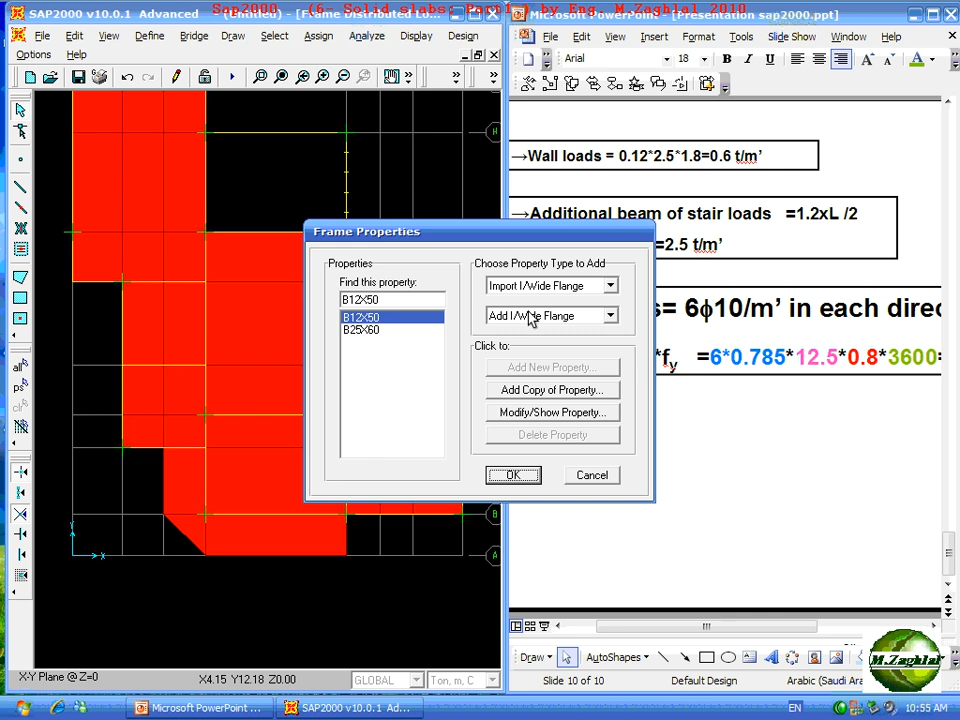 Sap2000 (6- Solid slabs: Part1) by Eng. M.Zaghlal 2010
SAP2000 v10.0.1 Advanced (Untitled) - [Frame Distributed Lo...
File Edit View Define Bridge Draw Select Assign Analyze Display Design
Options Help
H
B
A
Y
X
all
ps
clr
X-Y Plane @ Z=0
X4.15 Y12.18 Z0.00
GLOBAL
Ton, m, C
Frame Properties
Properties
Find this property:
B12X50
B12X50
B25X60
Choose Property Type to Add
Import I/Wide Flange
Add I/Wide Flange
Click to:
Add New Property...
Add Copy of Property...
Modify/Show Property...
Delete Property
OK
Cancel
Microsoft PowerPoint - [Presentation sap2000.ppt]
File Edit View Insert Format Tools Slide Show Window Help
Arial 18 B I U
→Wall loads = 0.12*2.5*1.8=0.6 t/m’
→Additional beam of stair loads =1.2xL /2
=2.5 t/m’
s= 6ϕ10/m’ in each direc
*fy =6*0.785*12.5*0.8*3600=
Draw AutoShapes
Slide 10 of 10 Default Design Arabic (Saudi Ara
M.Zaghlal
Microsoft PowerPoint ... SAP2000 v10.0.1 Ad... EN 10:55 AM